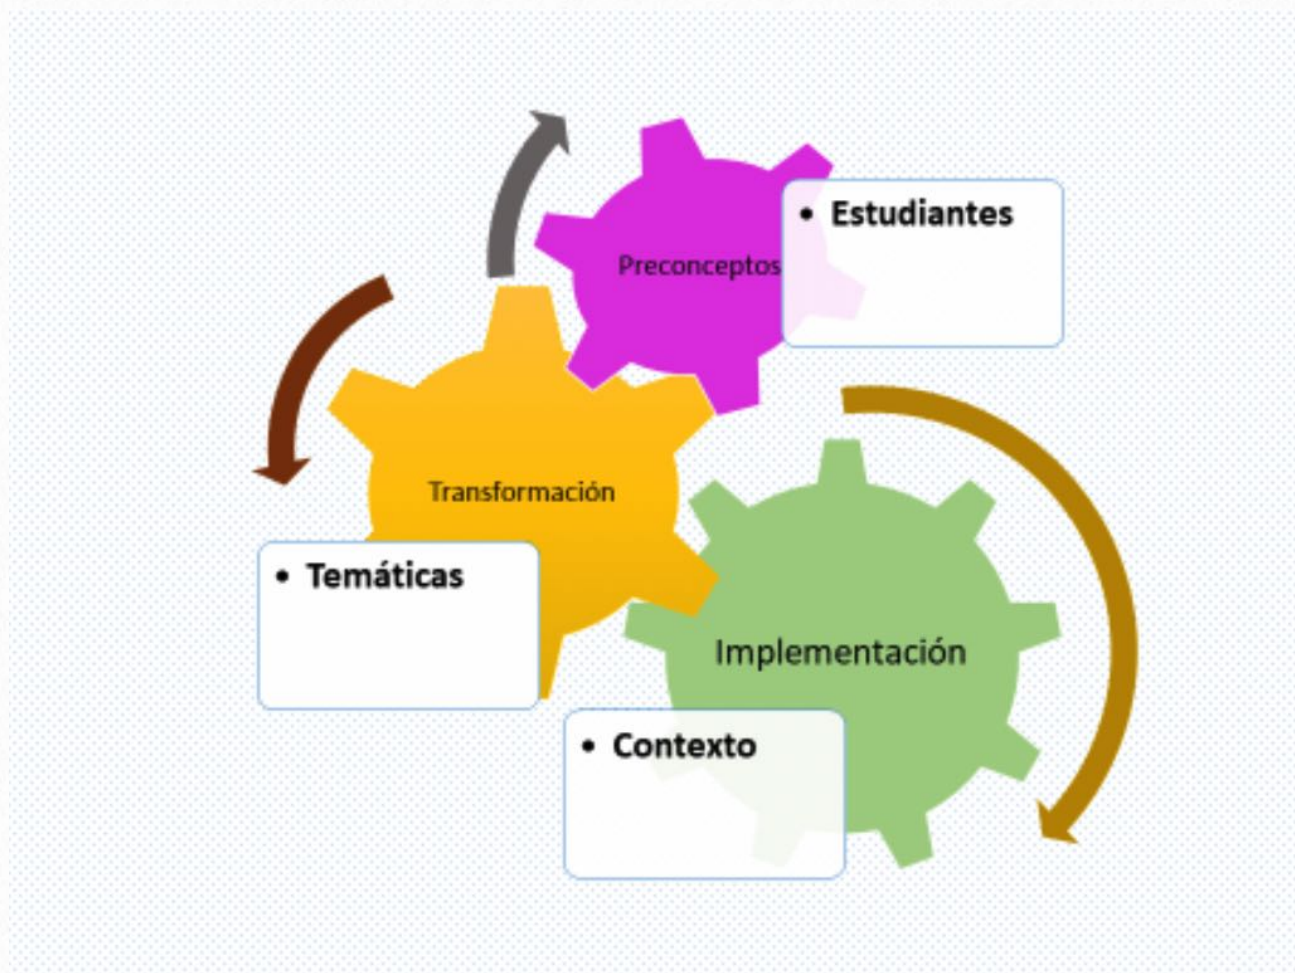 • Estudiantes
Preconceptos
Transformación
• Temáticas
Implementación
• Contexto